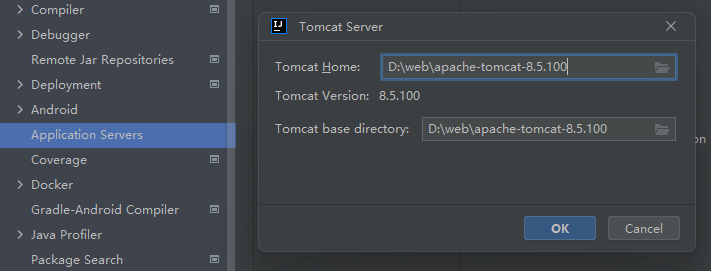 Compiler
Debugger
Remote Jar Repositories
Deployment
Android
Application Servers
Coverage
Docker
Gradle-Android Compiler
Java Profiler
Package Search
IJ
Tomcat Server
Tomcat Home: D:\web\apache-tomcat-8.5.100
Tomcat Version: 8.5.100
Tomcat base directory: D:\web\apache-tomcat-8.5.100
OK
Cancel
on